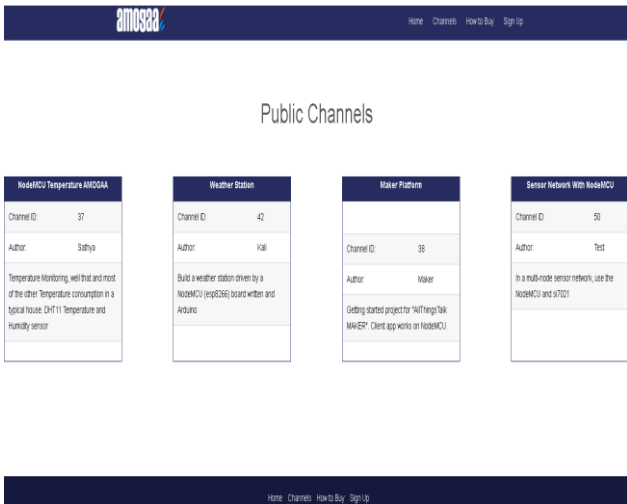 amogaa
Home Channels How to Buy Sign Up
Public Channels
NodeMCU Temperature AMOGAA
Channel ID: 37
Author: Sathya
Temperature Monitoring, well that and most
of the other Temperature consumption in a
typical house. DHT11 Temperature and
Humidity sensor
Weather Station
Channel ID: 42
Author: Kali
Build a weather station driven by a
NodeMCU (esp8266) board written and
Arduino
Maker Platform
Channel ID: 38
Author: Maker
Getting started project for "AllThingsTalk
MAKER". Client app works on NodeMCU.
Sensor Network With NodeMCU
Channel ID: 50
Author: Test
In a multi-node sensor network, use the
NodeMCU and si7021
Home Channels How to Buy Sign Up